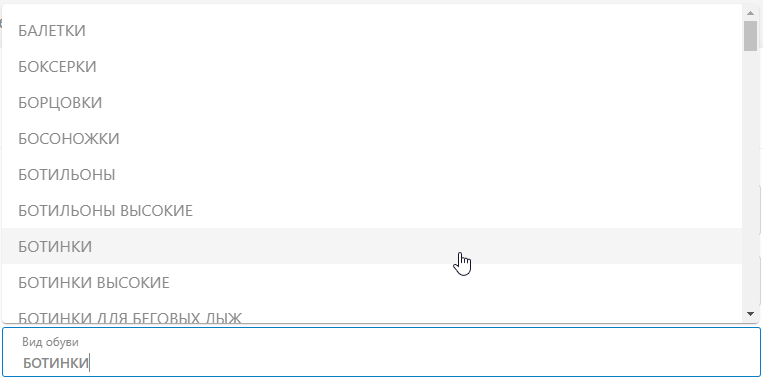 БАЛЕТКИ
БОКСЕРКИ
БОРЦОВКИ
БОСОНОЖКИ
БОТИЛЬОНЫ
БОТИЛЬОНЫ ВЫСОКИЕ
БОТИНКИ
БОТИНКИ ВЫСОКИЕ
БОТИНКИ ДЛЯ БЕГОВЫХ ЛЫЖ
Вид обуви
БОТИНКИ